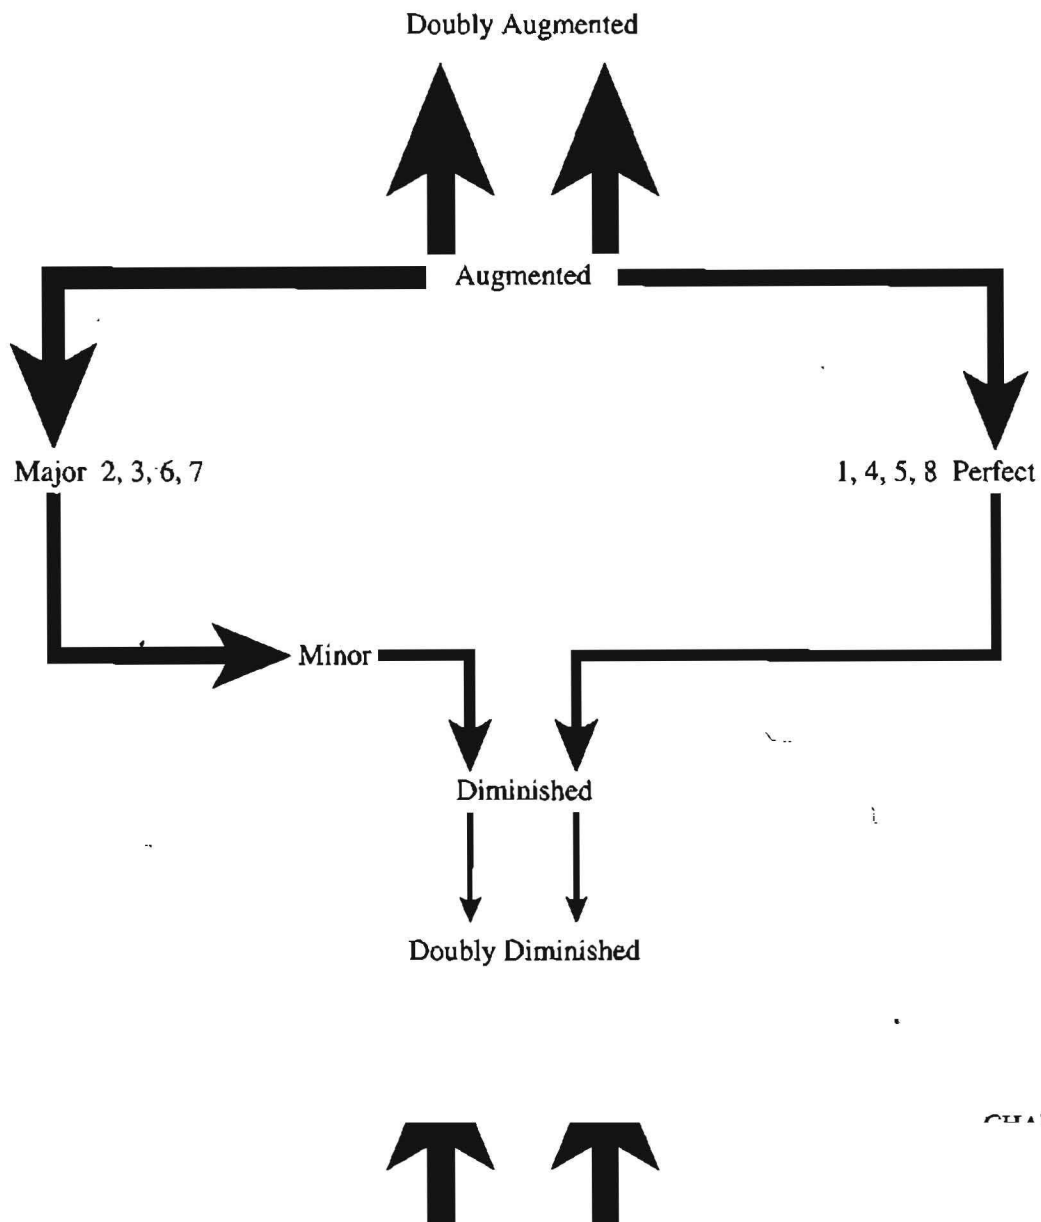 Doubly Augmented
Augmented
Major 2, 3, 6, 7
1, 4, 5, 8 Perfect
Minor
Diminished
Doubly Diminished